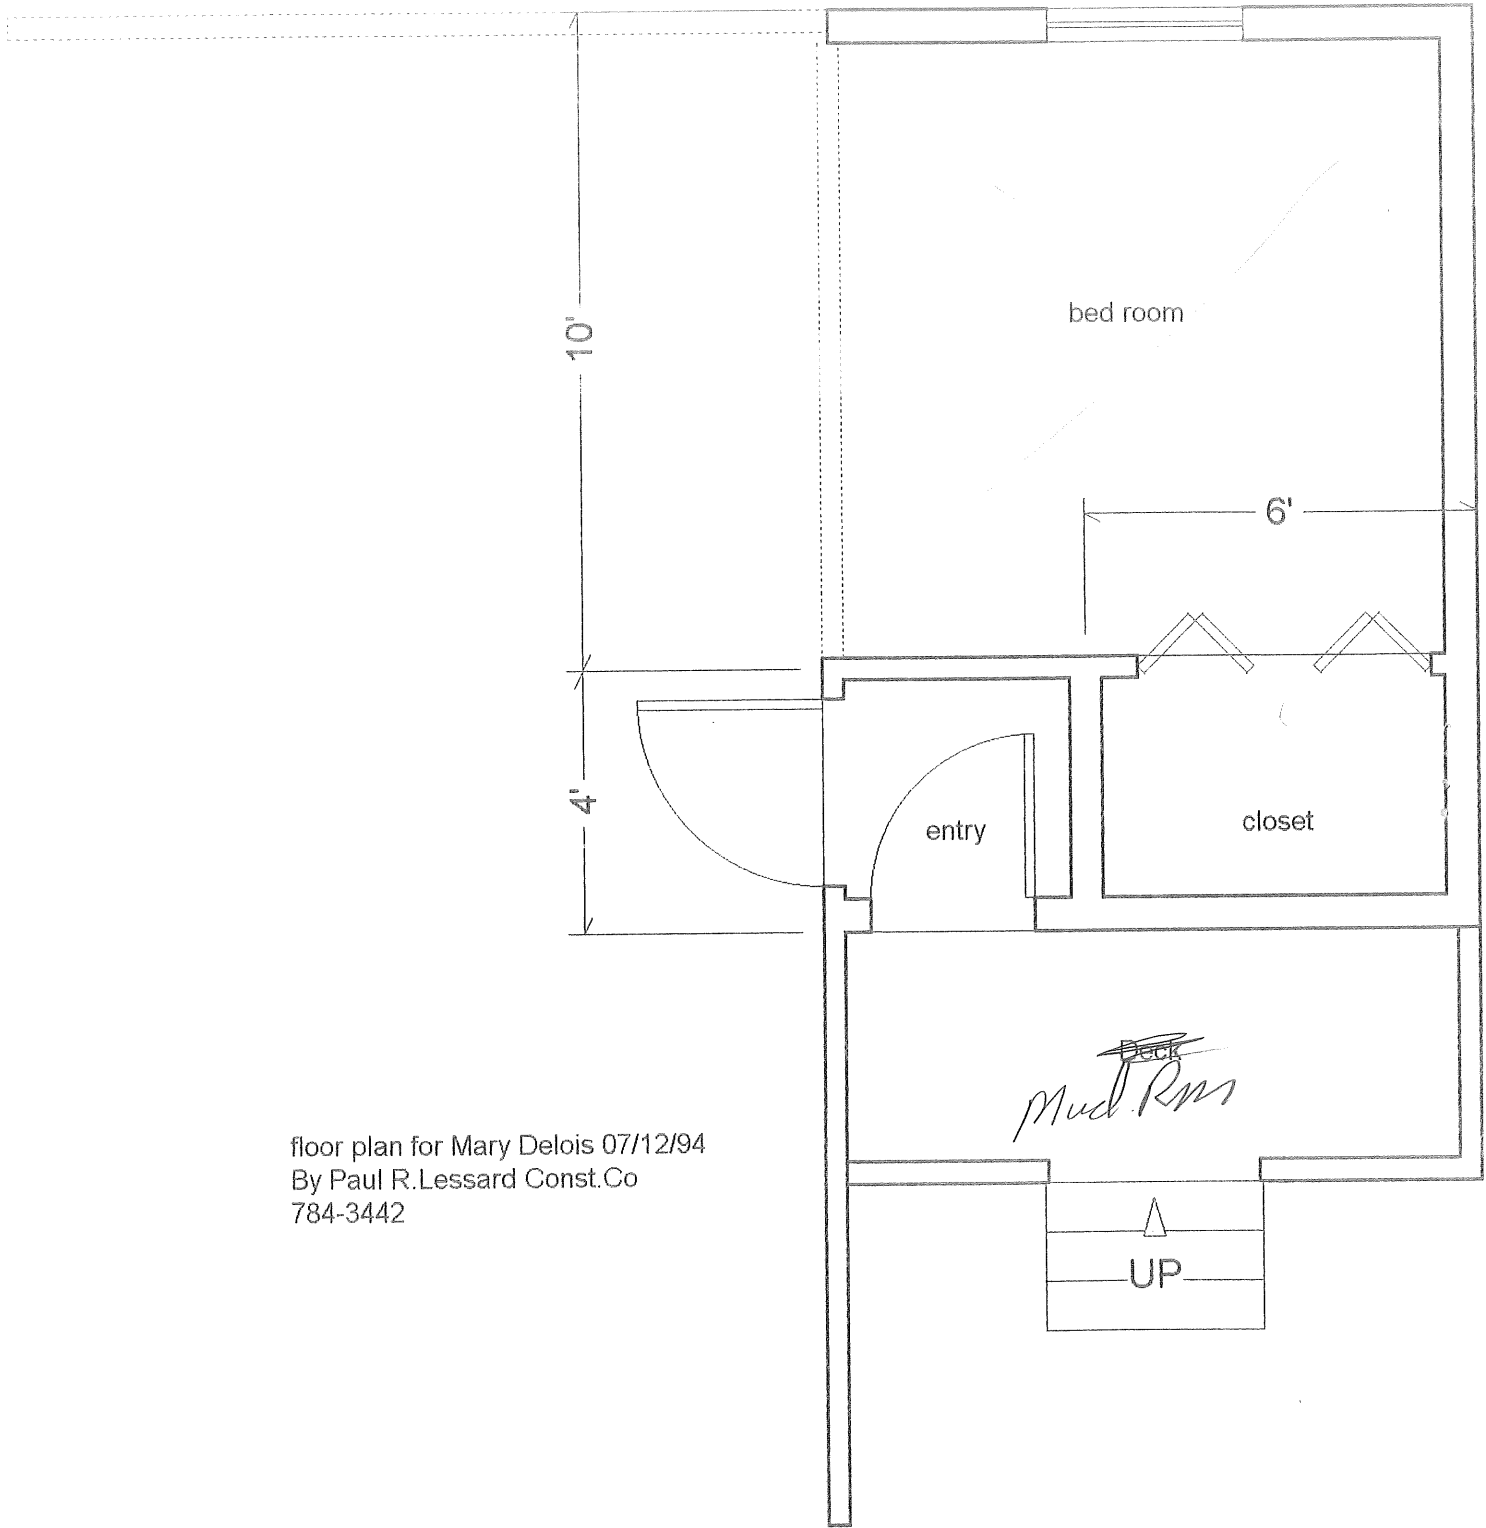 10'
bed room
6'
4'
entry
closet
Deck
Mud Rm
floor plan for Mary Delois 07/12/94
By Paul R.Lessard Const.Co
784-3442
UP